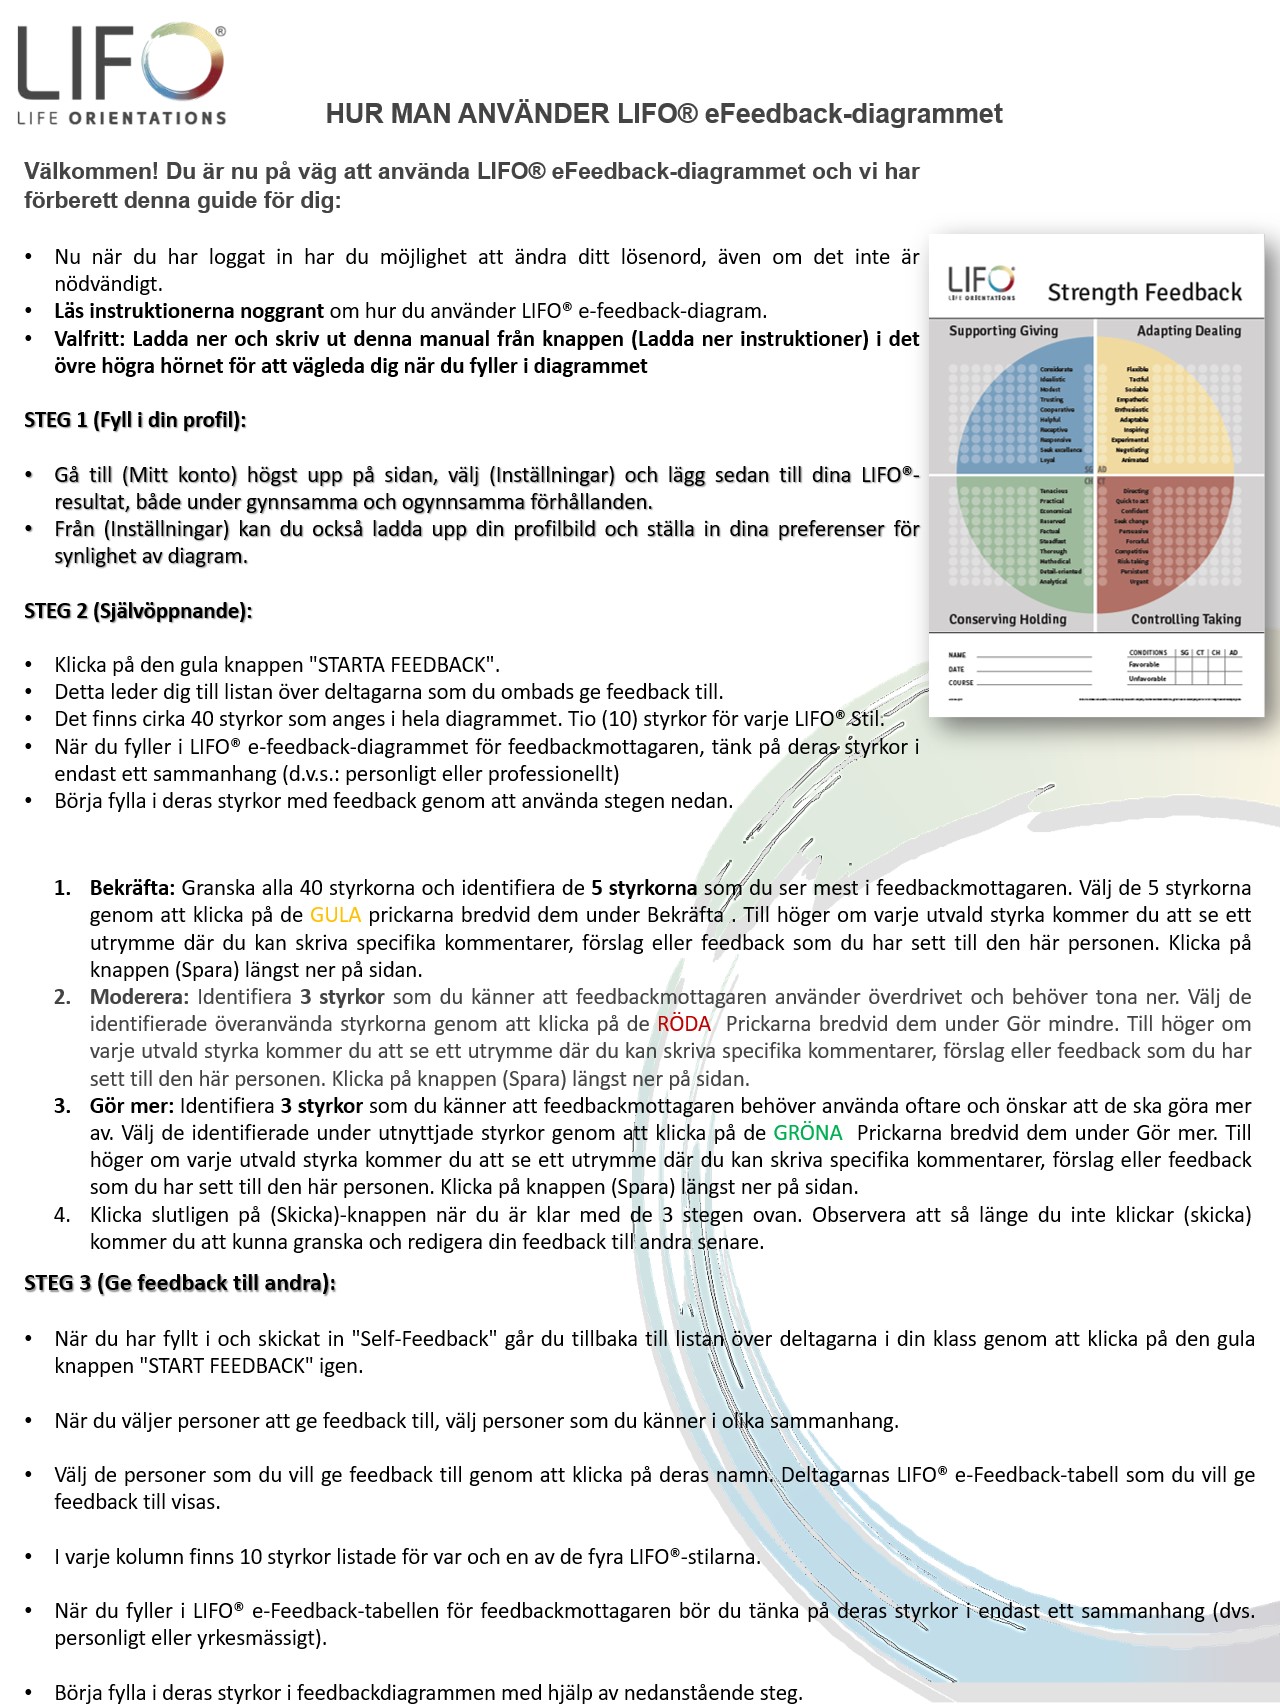 LIFO®
LIFE ORIENTATIONS
HUR MAN ANVÄNDER LIFO® eFeedback-diagrammet
Välkommen! Du är nu på väg att använda LIFO® eFeedback-diagrammet och vi har
förberett denna guide för dig:
• Nu när du har loggat in har du möjlighet att ändra ditt lösenord, även om det inte är
nödvändigt.
• Läs instruktionerna noggrant om hur du använder LIFO® e-feedback-diagram.
• Valfritt: Ladda ner och skriv ut denna manual från knappen (Ladda ner instruktioner) i det
övre högra hörnet för att vägleda dig när du fyller i diagrammet
STEG 1 (Fyll i din profil):
• Gå till (Mitt konto) högst upp på sidan, välj (Inställningar) och lägg sedan till dina LIFO®-
resultat, både under gynnsamma och ogynnsamma förhållanden.
• Från (Inställningar) kan du också ladda upp din profilbild och ställa in dina preferenser för
synlighet av diagram.
STEG 2 (Självöppnande):
• Klicka på den gula knappen "STARTA FEEDBACK".
• Detta leder dig till listan över deltagarna som du ombads ge feedback till.
• Det finns cirka 40 styrkor som anges i hela diagrammet. Tio (10) styrkor för varje LIFO® Stil.
• När du fyller i LIFO® e-feedback-diagrammet för feedbackmottagaren, tänk på deras styrkor i
endast ett sammanhang (d.v.s.: personligt eller professionellt)
• Börja fylla i deras styrkor med feedback genom att använda stegen nedan.
LIFO
LIFE ORIENTATIONS
Strength Feedback
Supporting Giving Adapting Dealing
Considerate Flexible
Idealistic Tactful
Modest Sociable
Trusting Empathetic
Cooperative Enthusiastic
Helpful Adaptable
Receptive Inspiring
Responsive Experimental
Seek excellence Negotiating
Loyal Animated
SG AD
CH CT
Tenacious Directing
Practical Quick to act
Economical Confident
Reserved Seek change
Factual Persuasive
Steadfast Forceful
Thorough Competitive
Methodical Risk-taking
Detail-oriented Persistent
Analytical Urgent
Conserving Holding Controlling Taking
NAME
DATE
COURSE
CONDITIONS SG CT CH AD
Favorable
Unfavorable
1. Bekräfta: Granska alla 40 styrkorna och identifiera de 5 styrkorna som du ser mest i feedbackmottagaren. Välj de 5 styrkorna
genom att klicka på de GULA prickarna bredvid dem under Bekräfta . Till höger om varje utvald styrka kommer du att se ett
utrymme där du kan skriva specifika kommentarer, förslag eller feedback som du har sett till den här personen. Klicka på
knappen (Spara) längst ner på sidan.
2. Moderera: Identifiera 3 styrkor som du känner att feedbackmottagaren använder överdrivet och behöver tona ner. Välj de
identifierade överanvända styrkorna genom att klicka på de RÖDA Prickarna bredvid dem under Gör mindre. Till höger om
varje utvald styrka kommer du att se ett utrymme där du kan skriva specifika kommentarer, förslag eller feedback som du har
sett till den här personen. Klicka på knappen (Spara) längst ner på sidan.
3. Gör mer: Identifiera 3 styrkor som du känner att feedbackmottagaren behöver använda oftare och önskar att de ska göra mer
av. Välj de identifierade under utnyttjade styrkor genom att klicka på de GRÖNA Prickarna bredvid dem under Gör mer. Till
höger om varje utvald styrka kommer du att se ett utrymme där du kan skriva specifika kommentarer, förslag eller feedback
som du har sett till den här personen. Klicka på knappen (Spara) längst ner på sidan.
4. Klicka slutligen på (Skicka)-knappen när du är klar med de 3 stegen ovan. Observera att så länge du inte klickar (skicka)
kommer du att kunna granska och redigera din feedback till andra senare.
STEG 3 (Ge feedback till andra):
• När du har fyllt i och skickat in "Self-Feedback" går du tillbaka till listan över deltagarna i din klass genom att klicka på den gula
knappen "START FEEDBACK" igen.
• När du väljer personer att ge feedback till, välj personer som du känner i olika sammanhang.
• Välj de personer som du vill ge feedback till genom att klicka på deras namn. Deltagarnas LIFO® e-Feedback-tabell som du vill ge
feedback till visas.
• I varje kolumn finns 10 styrkor listade för var och en av de fyra LIFO®-stilarna.
• När du fyller i LIFO® e-Feedback-tabellen för feedbackmottagaren bör du tänka på deras styrkor i endast ett sammanhang (dvs.
personligt eller yrkesmässigt).
• Börja fylla i deras styrkor i feedbackdiagrammen med hjälp av nedanstående steg.